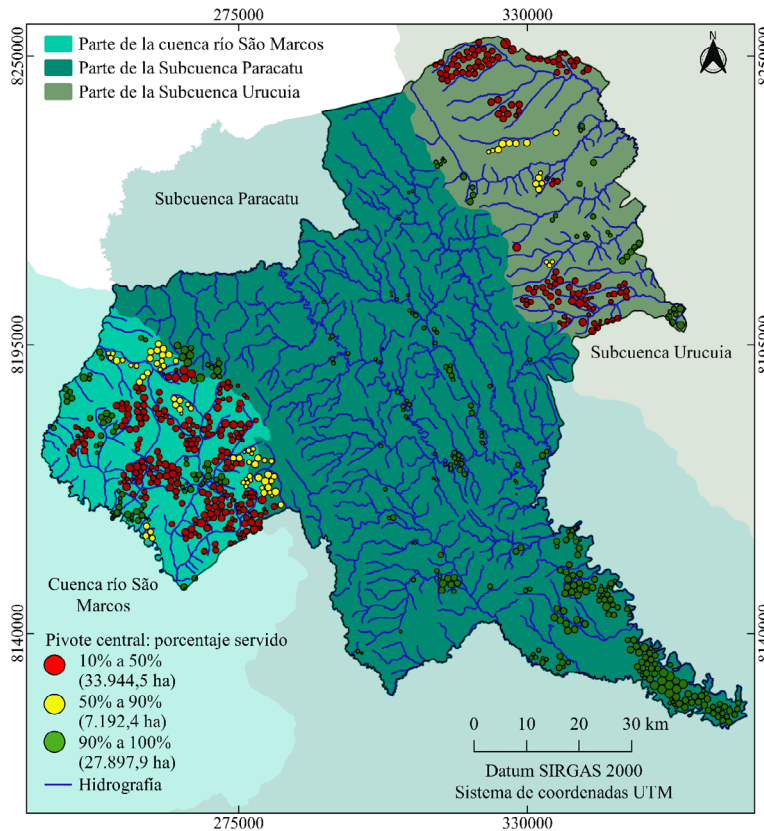 275000
330000
Parte de la cuenca río São Marcos
Parte de la Subcuenca Paracatu
Parte de la Subcuenca Urucuia
N
8250000
8250000
Subcuenca Paracatu
8195000
8195000
Subcuenca Urucuia
Cuenca río São
Marcos
8140000
8140000
Pivote central: porcentaje servido
10% a 50%
(33.944,5 ha)
50% a 90%
(7.192,4 ha)
90% a 100%
(27.897,9 ha)
Hidrografía
0 10 20 30 km
Datum SIRGAS 2000
Sistema de coordenadas UTM
275000
330000